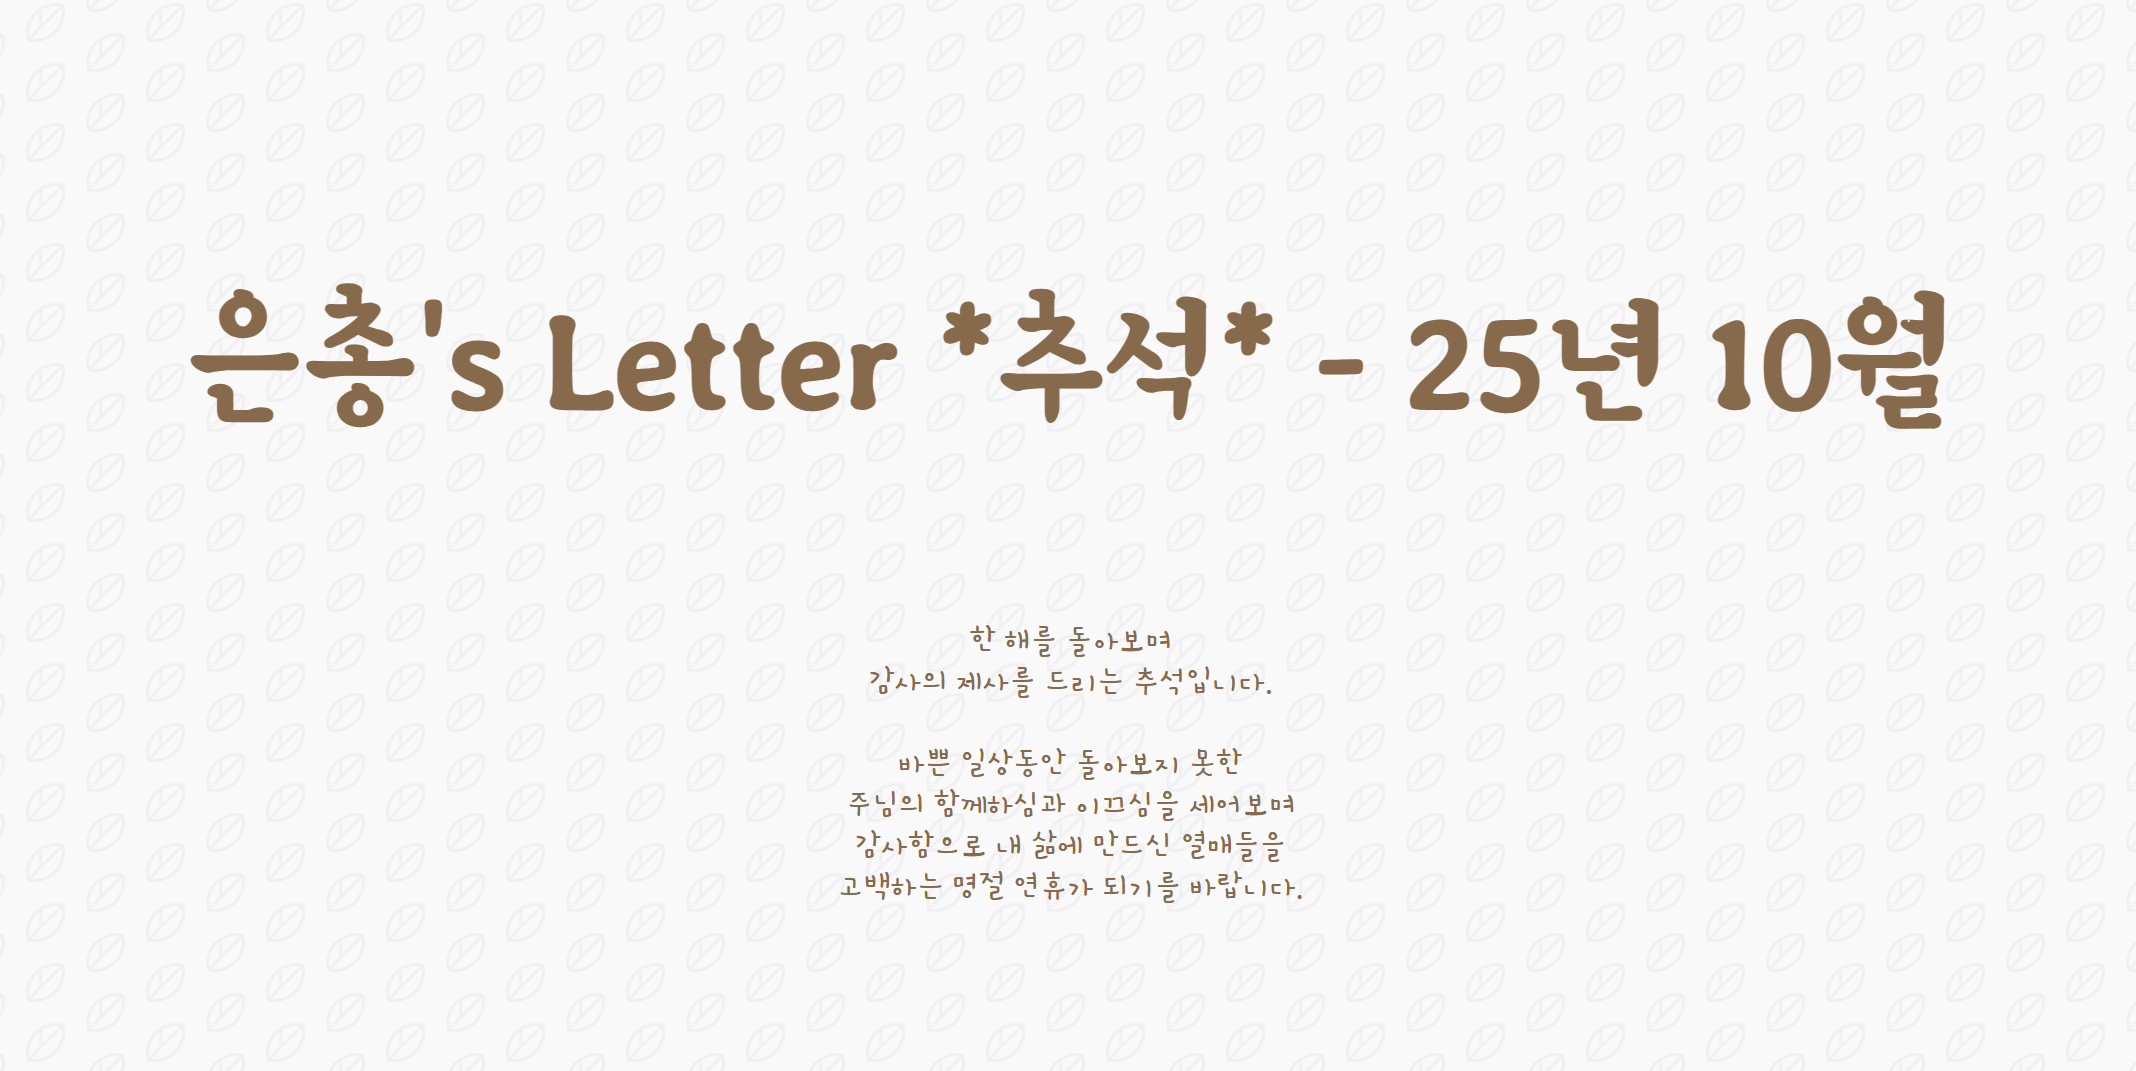 은총's Letter *추석* - 25년 10월
한 해를 돌아보며
감사의 제사를 드리는 추석입니다.
바쁜 일상동안 돌아보지 못한
주님의 함께하심과 이끄심을 세어보며
감사함으로 내 삶에 만드신 열매들을
고백하는 명절 연휴가 되기를 바랍니다.